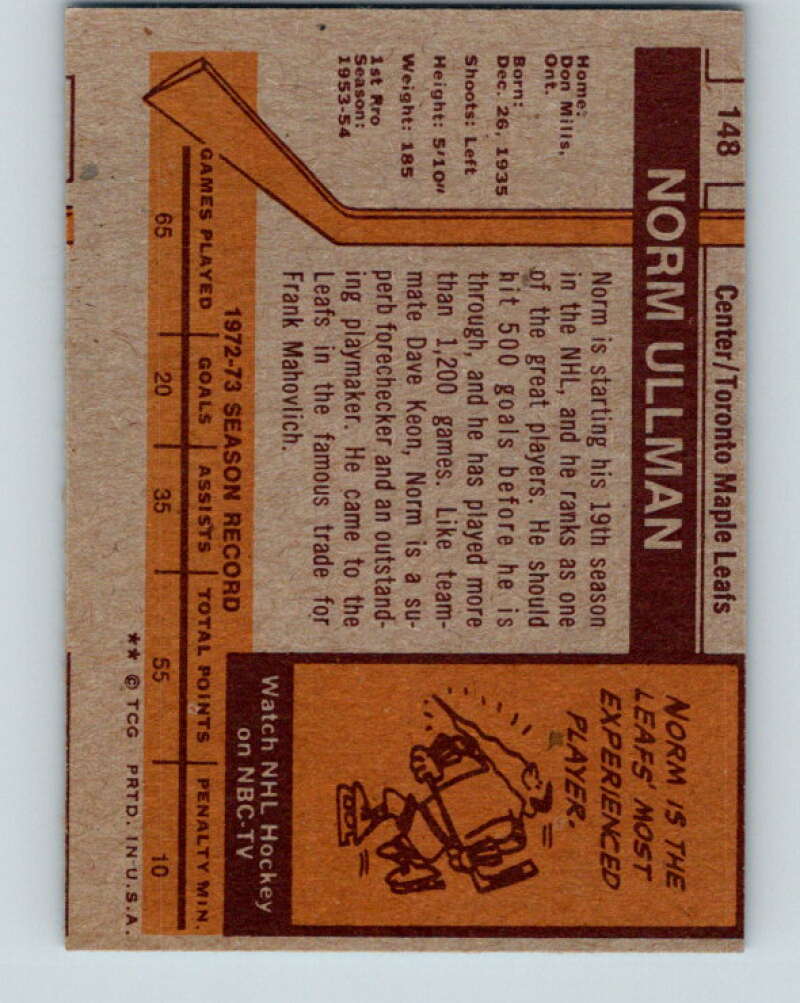 148
Center/Toronto Maple Leafs
NORM ULLMAN
Home:
Don Mills,
Ont.
Born:
Dec. 26, 1935
Shoots: Left
Height: 5'10"
Weight: 185
1st Pro
Season:
1953-54
Norm is starting his 19th season
in the NHL, and he ranks as one
of the great players. He should
hit 500 goals before he is
through, and he has played more
than 1,200 games. Like team-
mate Dave Keon, Norm is a su-
perb forechecker and an outstand-
ing playmaker. He came to the
Leafs in the famous trade for
Frank Mahovlich.
NORM IS THE
LEAFS' MOST
EXPERIENCED
PLAYER.
Watch NHL Hockey
on NBC-TV
1972-73 SEASON RECORD
GAMES PLAYED GOALS ASSISTS TOTAL POINTS PENALTY MIN.
65 20 35 55 10
** © TCG PRTD. IN U.S.A.